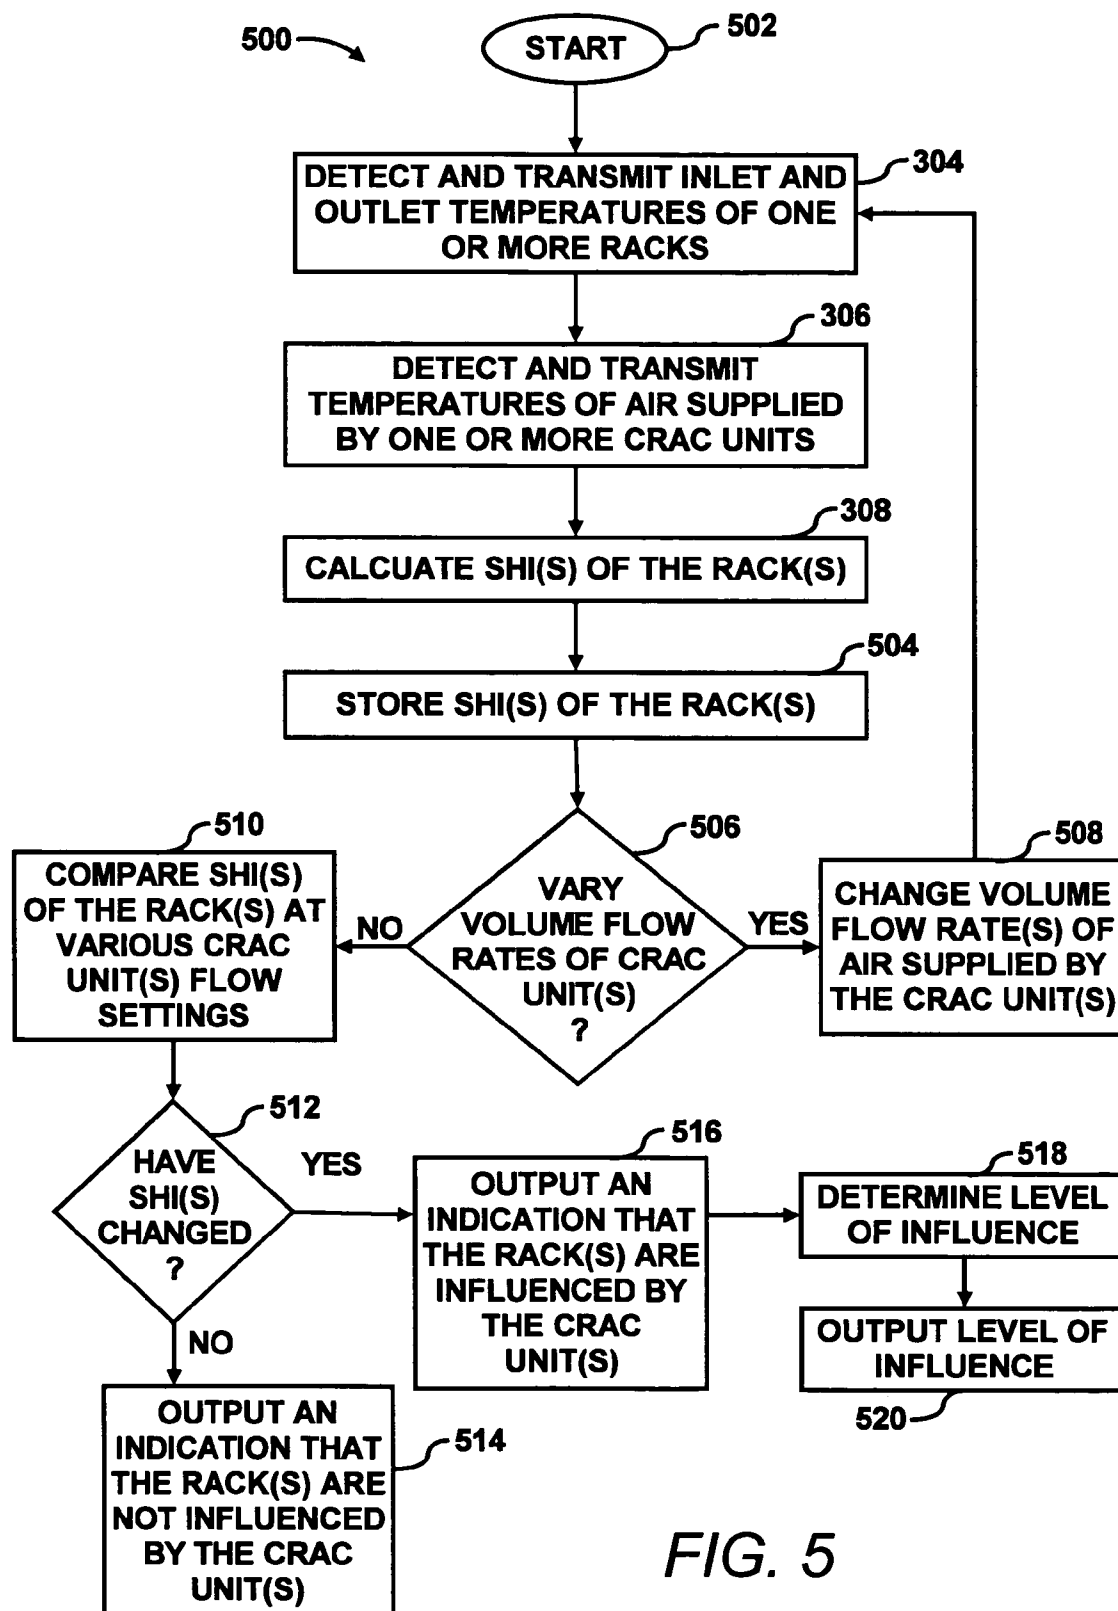 500
START
502
DETECT AND TRANSMIT INLET AND
OUTLET TEMPERATURES OF ONE
OR MORE RACKS
304
DETECT AND TRANSMIT
TEMPERATURES OF AIR SUPPLIED
BY ONE OR MORE CRAC UNITS
306
CALCUATE SHI(S) OF THE RACK(S)
308
STORE SHI(S) OF THE RACK(S)
504
VARY
VOLUME FLOW
RATES OF CRAC
UNIT(S)
?
506
YES
CHANGE VOLUME
FLOW RATE(S) OF
AIR SUPPLIED BY
THE CRAC UNIT(S)
508
NO
COMPARE SHI(S)
OF THE RACK(S) AT
VARIOUS CRAC
UNIT(S) FLOW
SETTINGS
510
HAVE
SHI(S)
CHANGED
?
512
YES
OUTPUT AN
INDICATION THAT
THE RACK(S) ARE
INFLUENCED BY
THE CRAC
UNIT(S)
516
DETERMINE LEVEL
OF INFLUENCE
518
OUTPUT LEVEL OF
INFLUENCE
520
NO
OUTPUT AN
INDICATION THAT
THE RACK(S) ARE
NOT INFLUENCED
BY THE CRAC
UNIT(S)
514
FIG. 5